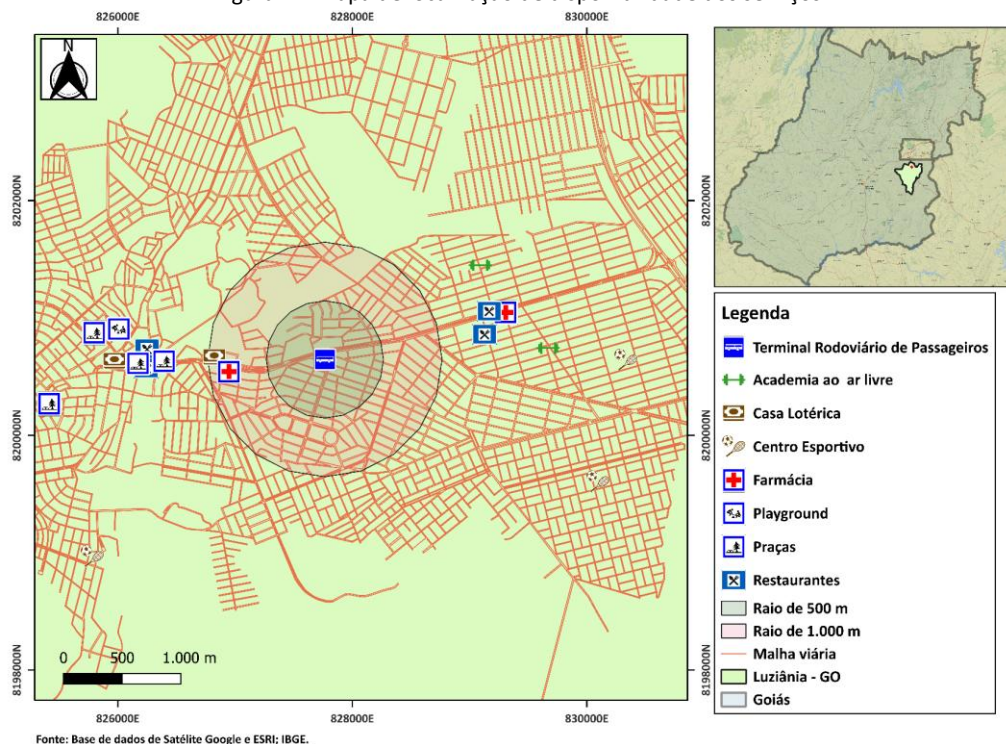 826000E 828000E 830000E
N
8202000N 8202000N
8200000N 8200000N
8198000N 8198000N
0 500 1.000 m
826000E 828000E 830000E
Legenda
Terminal Rodoviário de Passageiros
Academia ao ar livre
Casa Lotérica
Centro Esportivo
Farmácia
Playground
Praças
Restaurantes
Raio de 500 m
Raio de 1.000 m
Malha viária
Luziânia - GO
Goiás
Fonte: Base de dados de Satélite Google e ESRI; IBGE.